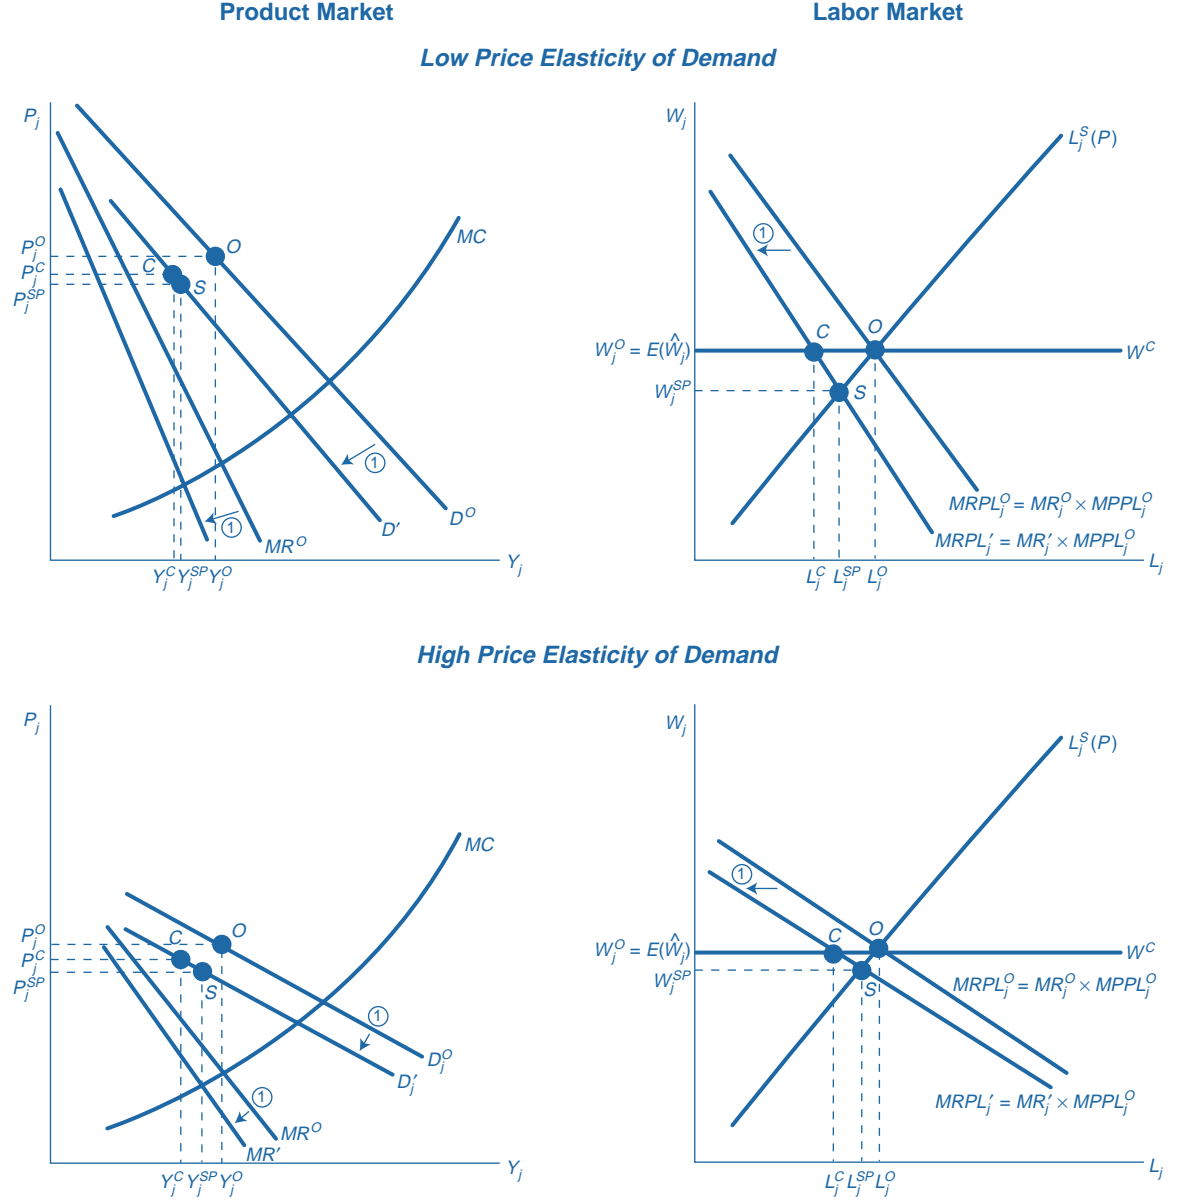 Product Market
Labor Market
Low Price Elasticity of Demand
P_j
P_j^O
P_j^C
P_j^SP
C
O
S
MC
1
1
D^O
D′
MR^O
Y_j^C Y_j^SP Y_j^O
Y_j
W_j
L_j^S (P)
1
C
O
W_j^O = E(Ŵ_j)
W^C
W_j^SP
S
MRPL_j^O = MR_j^O × MPPL_j^O
MRPL_j′ = MR_j′ × MPPL_j^O
L_j^C L_j^SP L_j^O
L_j
High Price Elasticity of Demand
P_j
MC
P_j^O
P_j^C
P_j^SP
C
O
S
1
D_j^O
D_j′
1
MR^O
MR′
Y_j^C Y_j^SP Y_j^O
Y_j
W_j
L_j^S (P)
1
C
O
W_j^O = E(Ŵ_j)
W^C
W_j^SP
S
MRPL_j^O = MR_j^O × MPPL_j^O
MRPL_j′ = MR_j′ × MPPL_j^O
L_j^C L_j^SP L_j^O
L_j